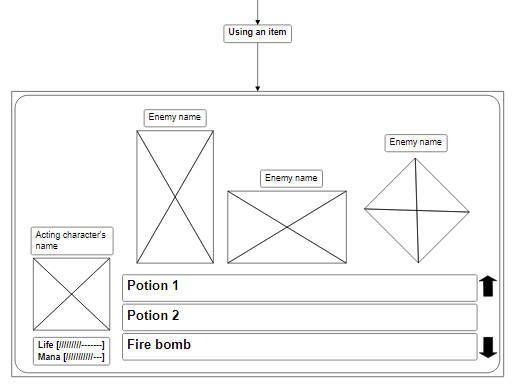 Using an item
Enemy name
Enemy name
Enemy name
Acting character's
name
Potion 1
Potion 2
Fire bomb
Life [/////////-------]
Mana [///////////---]